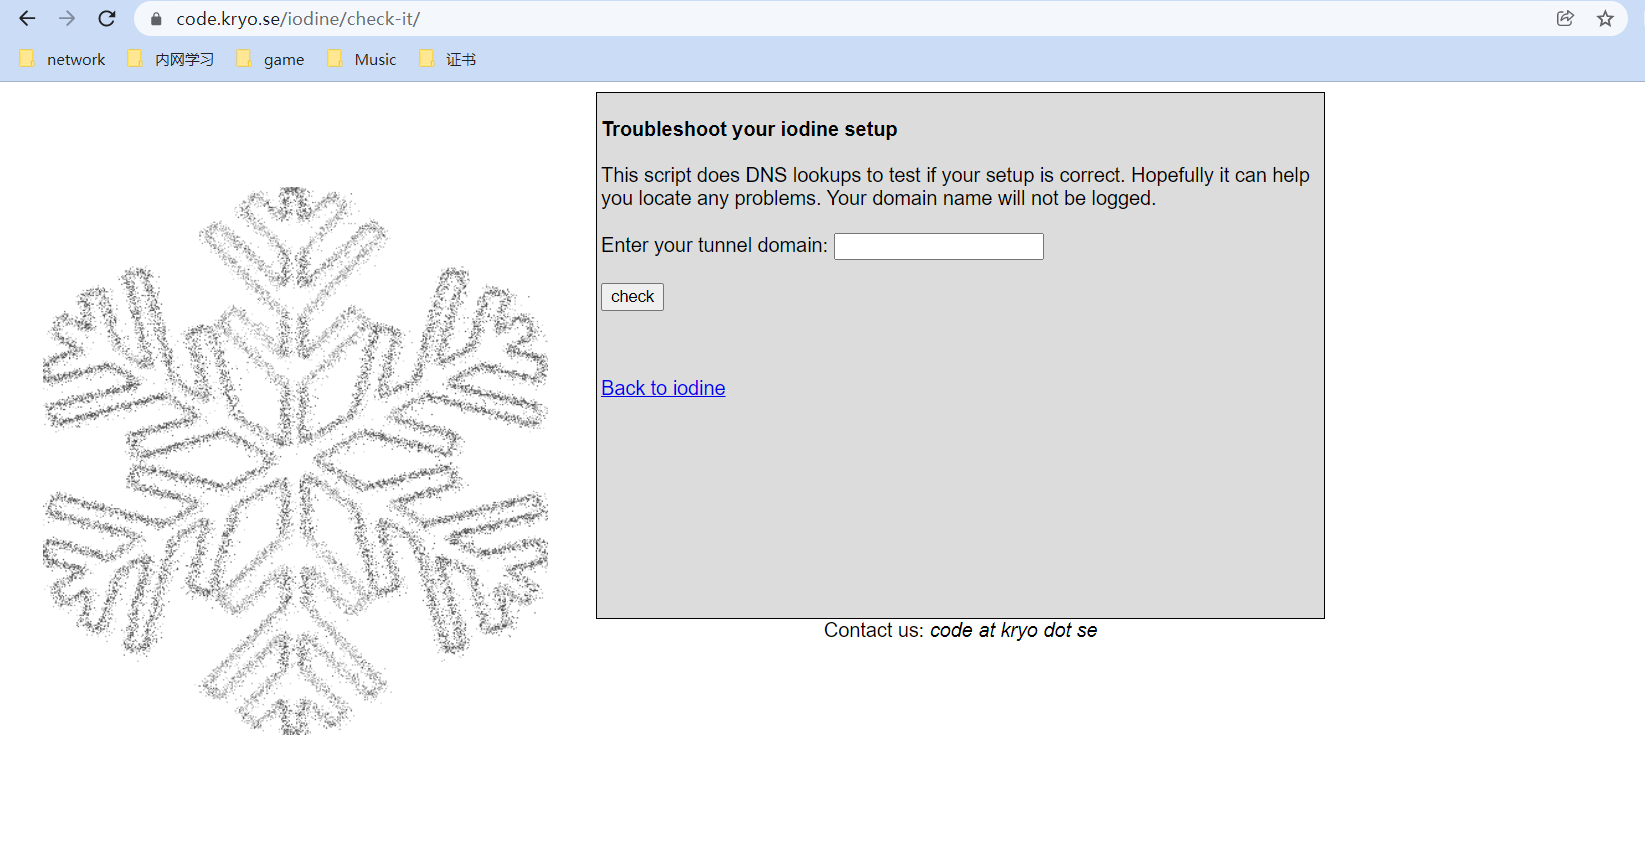 code.kryo.se/iodine/check-it/
network 内网学习 game Music 证书
Troubleshoot your iodine setup
This script does DNS lookups to test if your setup is correct. Hopefully it can help
you locate any problems. Your domain name will not be logged.
Enter your tunnel domain:
check
Back to iodine
Contact us: code at kryo dot se